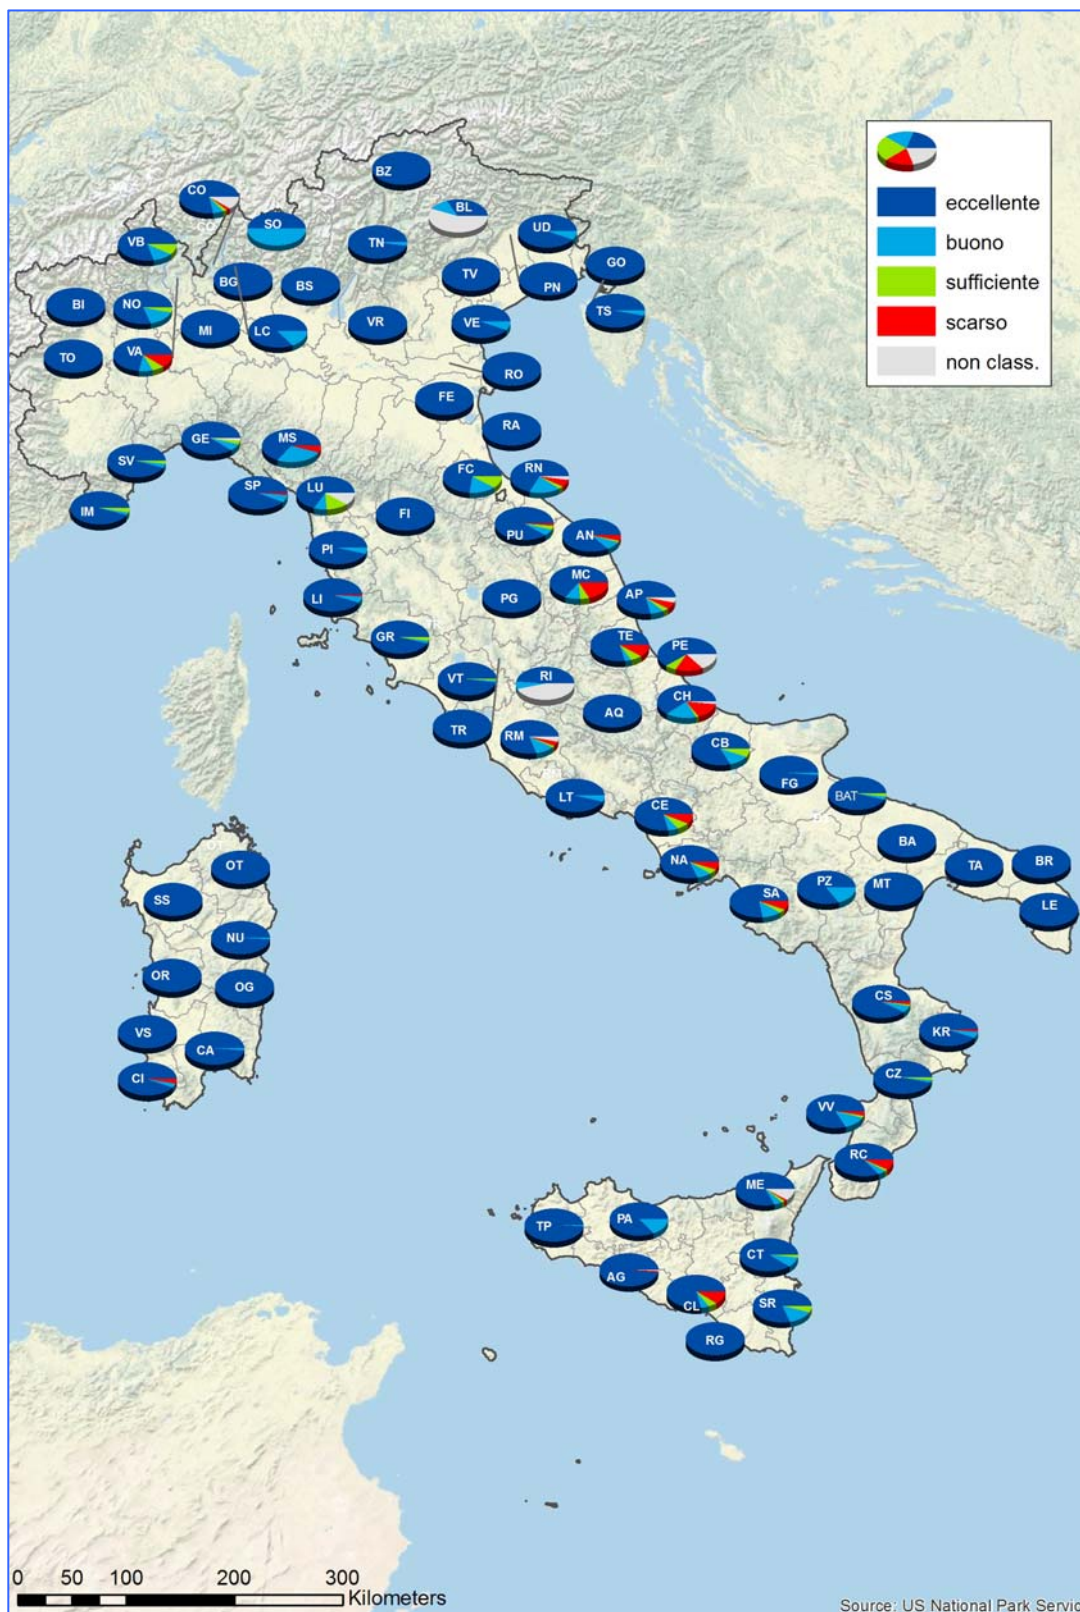 eccellente
buono
sufficiente
scarso
non class.
BZ
CO
BL
SO
UD
VB
TN
GO
TV
BG
BS
PN
BI
NO
TS
MI
LC
VR
VE
VA
TO
RO
FE
RA
GE
MS
SV
FC
RN
SP
LU
IM
FI
PU
AN
PI
MC
LI
PG
AP
GR
TE
PE
VT
RI
CH
AQ
TR
RM
CB
FG
LT
BAT
CE
BA
NA
TA
BR
OT
PZ
MT
SA
SS
LE
NU
OR
OG
CS
VS
KR
CA
CI
CZ
VV
RC
ME
PA
TP
CT
AG
CL
SR
RG
0 50 100 200 300
Kilometers
Source: US National Park Servic